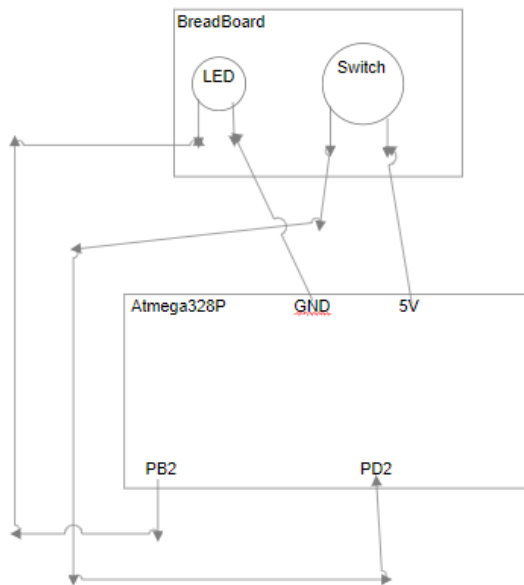 BreadBoard
LED
Switch
Atmega328P
GND
5V
PB2
PD2